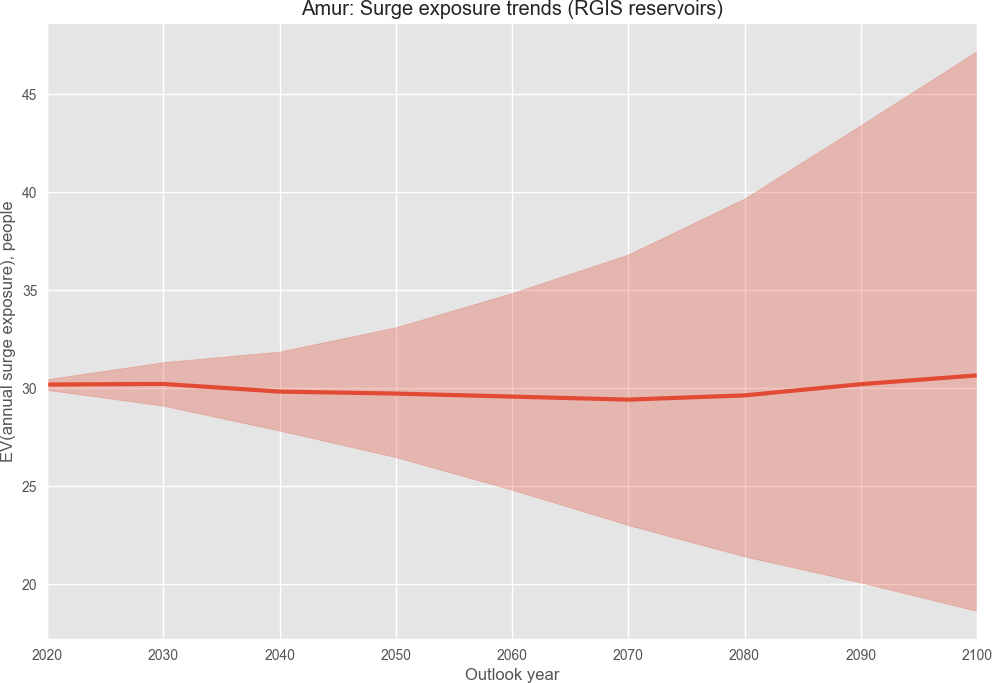 Amur: Surge exposure trends (RGIS reservoirs)
EV(annual surge exposure), people
45
40
35
30
25
20
2020 2030 2040 2050 2060 2070 2080 2090 2100
Outlook year